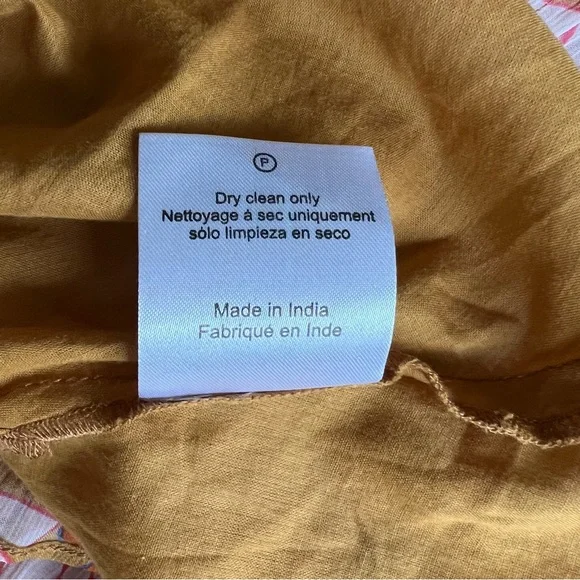 P
Dry clean only
Nettoyage à sec uniquement
sólo limpieza en seco
Made in India
Fabriqué en Inde